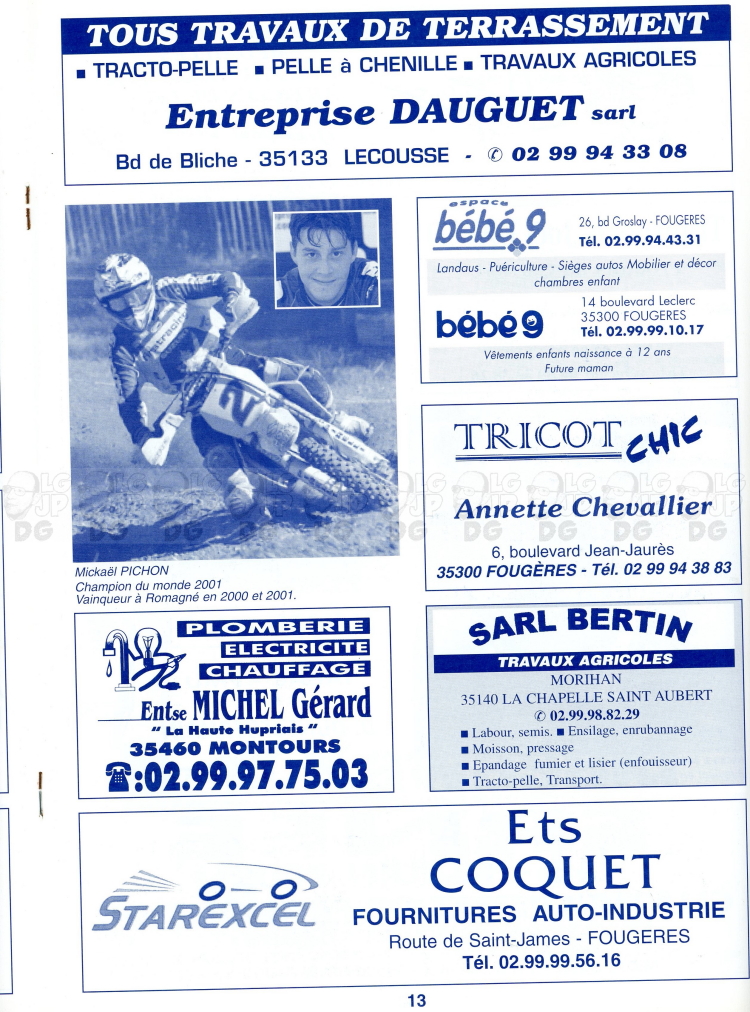 TOUS TRAVAUX DE TERRASSEMENT
■ TRACTO-PELLE ■ PELLE à CHENILLE ■ TRAVAUX AGRICOLES
Entreprise DAUGUET sarl
Bd de Bliche - 35133 LECOUSSE - ✆ 02 99 94 33 08
espace
bébé 9
26, bd Groslay - FOUGERES
Tél. 02.99.94.43.31
Landaus - Puériculture - Sièges autos Mobilier et décor
chambres enfant
bébé 9
14 boulevard Leclerc
35300 FOUGERES
Tél. 02.99.99.10.17
Vêtements enfants naissance à 12 ans
Future maman
2
Mickaël PICHON
Champion du monde 2001
Vainqueur à Romagné en 2000 et 2001.
TRICOT CHIC
Annette Chevallier
6, boulevard Jean-Jaurès
35300 FOUGÈRES - Tél. 02 99 94 38 83
PLOMBERIE
ELECTRICITE
CHAUFFAGE
Entse MICHEL Gérard
" La Haute Hupriais "
35460 MONTOURS
☎:02.99.97.75.03
SARL BERTIN
TRAVAUX AGRICOLES
MORIHAN
35140 LA CHAPELLE SAINT AUBERT
✆ 02.99.98.82.29
■ Labour, semis. ■ Ensilage, enrubannage
■ Moisson, pressage
■ Epandage fumier et lisier (enfouisseur)
■ Tracto-pelle, Transport.
STAREXCEL
Ets
COQUET
FOURNITURES AUTO-INDUSTRIE
Route de Saint-James - FOUGERES
Tél. 02.99.99.56.16
13
LG JP DG